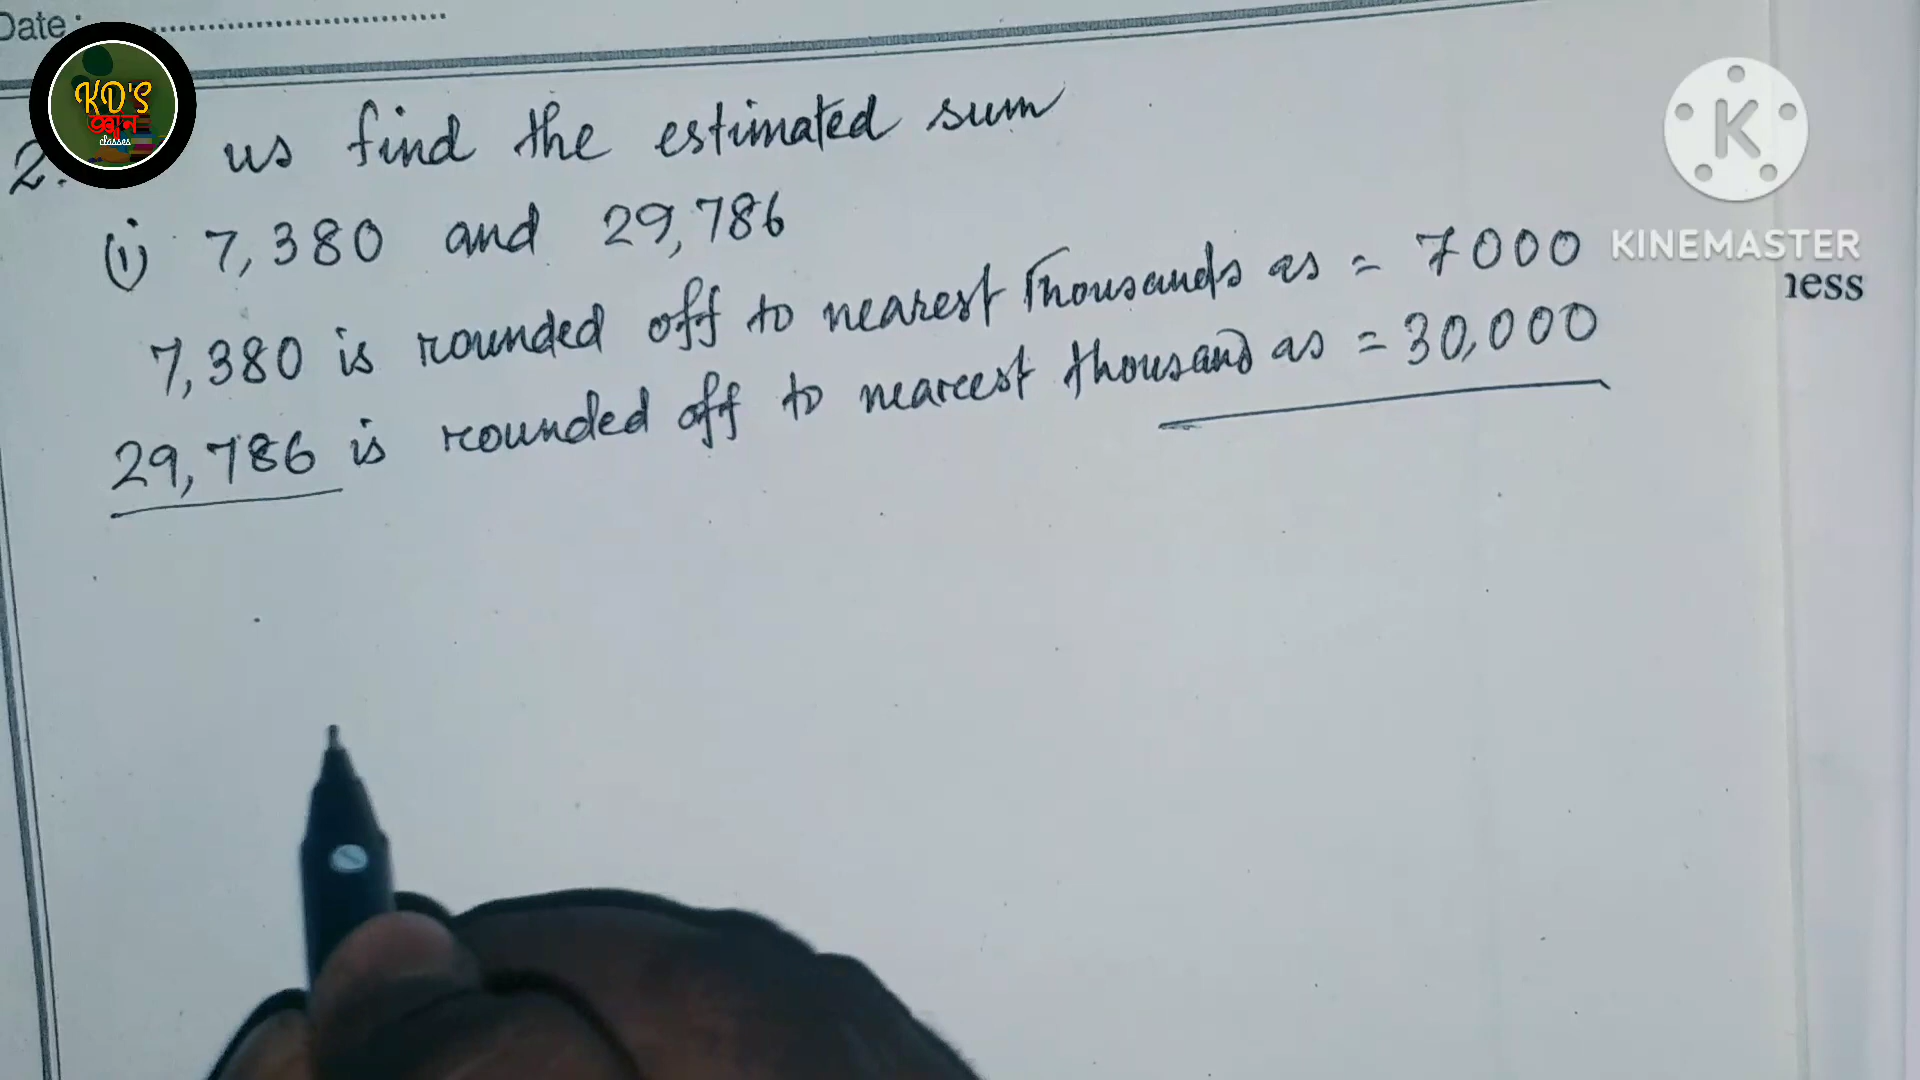 Date:
KD'S
জ্ঞান
classes
2. us find the estimated sum
(i) 7,380 and 29,786
7,380 is rounded off to nearest Thousands as = 7000
29,786 is rounded off to nearest thousand as = 30,000
KINEMASTER
ness